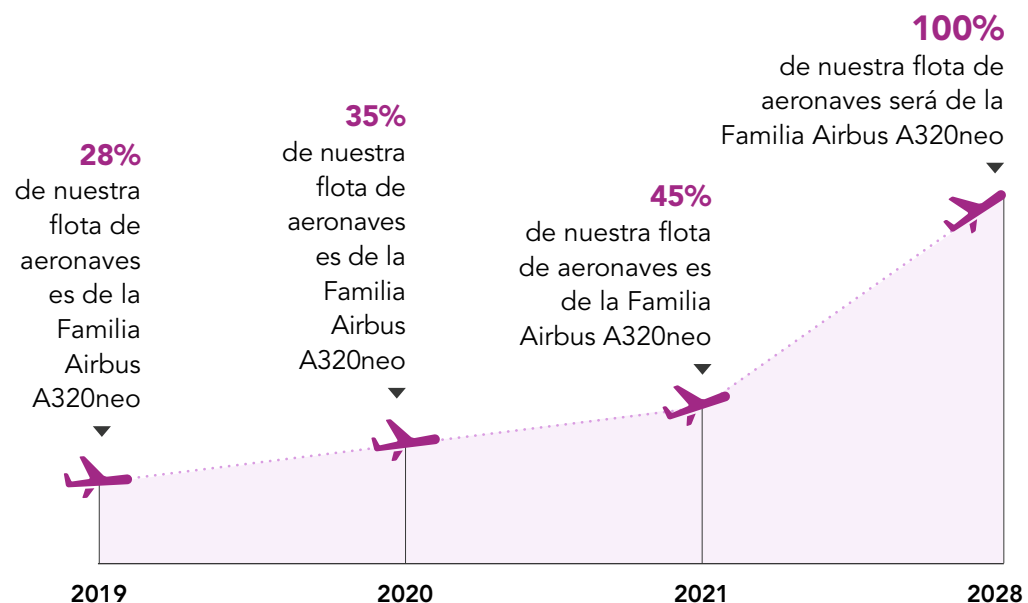 28%
de nuestra
flota de
aeronaves
es de la
Familia
Airbus
A320neo
35%
de nuestra
flota de
aeronaves
es de la
Familia
Airbus
A320neo
45%
de nuestra flota
de aeronaves es
de la Familia
Airbus A320neo
100%
de nuestra flota de
aeronaves será de la
Familia Airbus A320neo
2019
2020
2021
2028